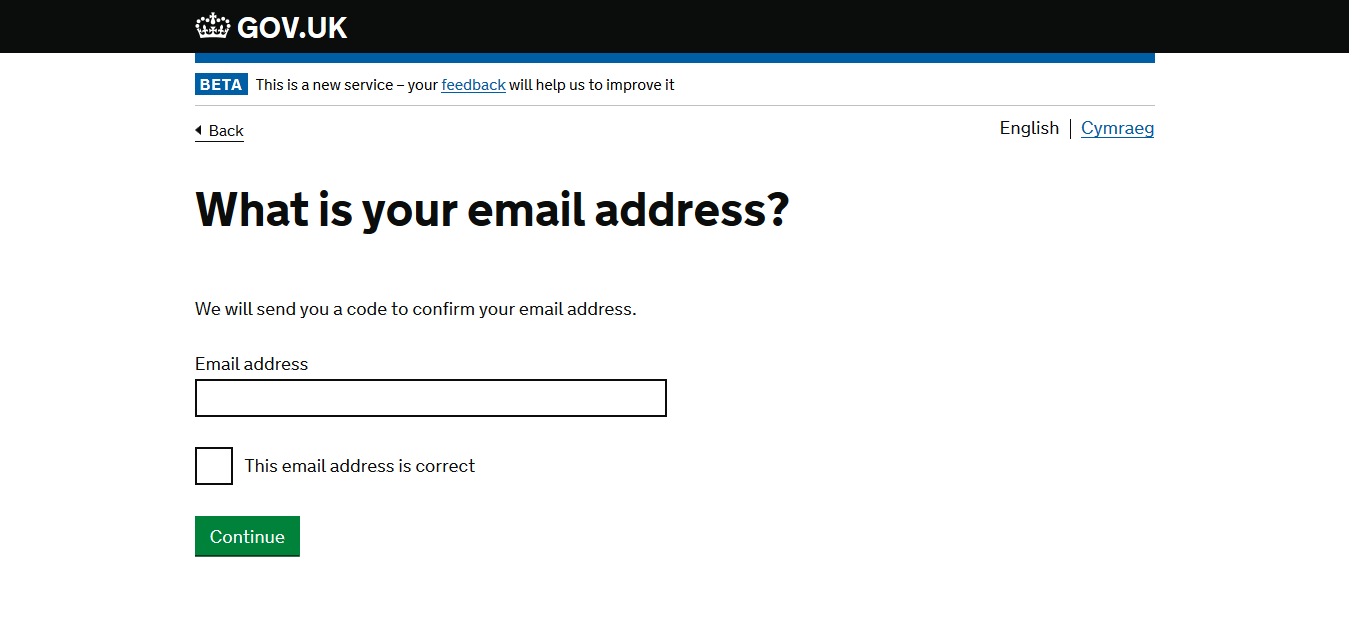 GOV.UK
BETA This is a new service – your feedback will help us to improve it
Back
English | Cymraeg
What is your email address?
We will send you a code to confirm your email address.
Email address
This email address is correct
Continue